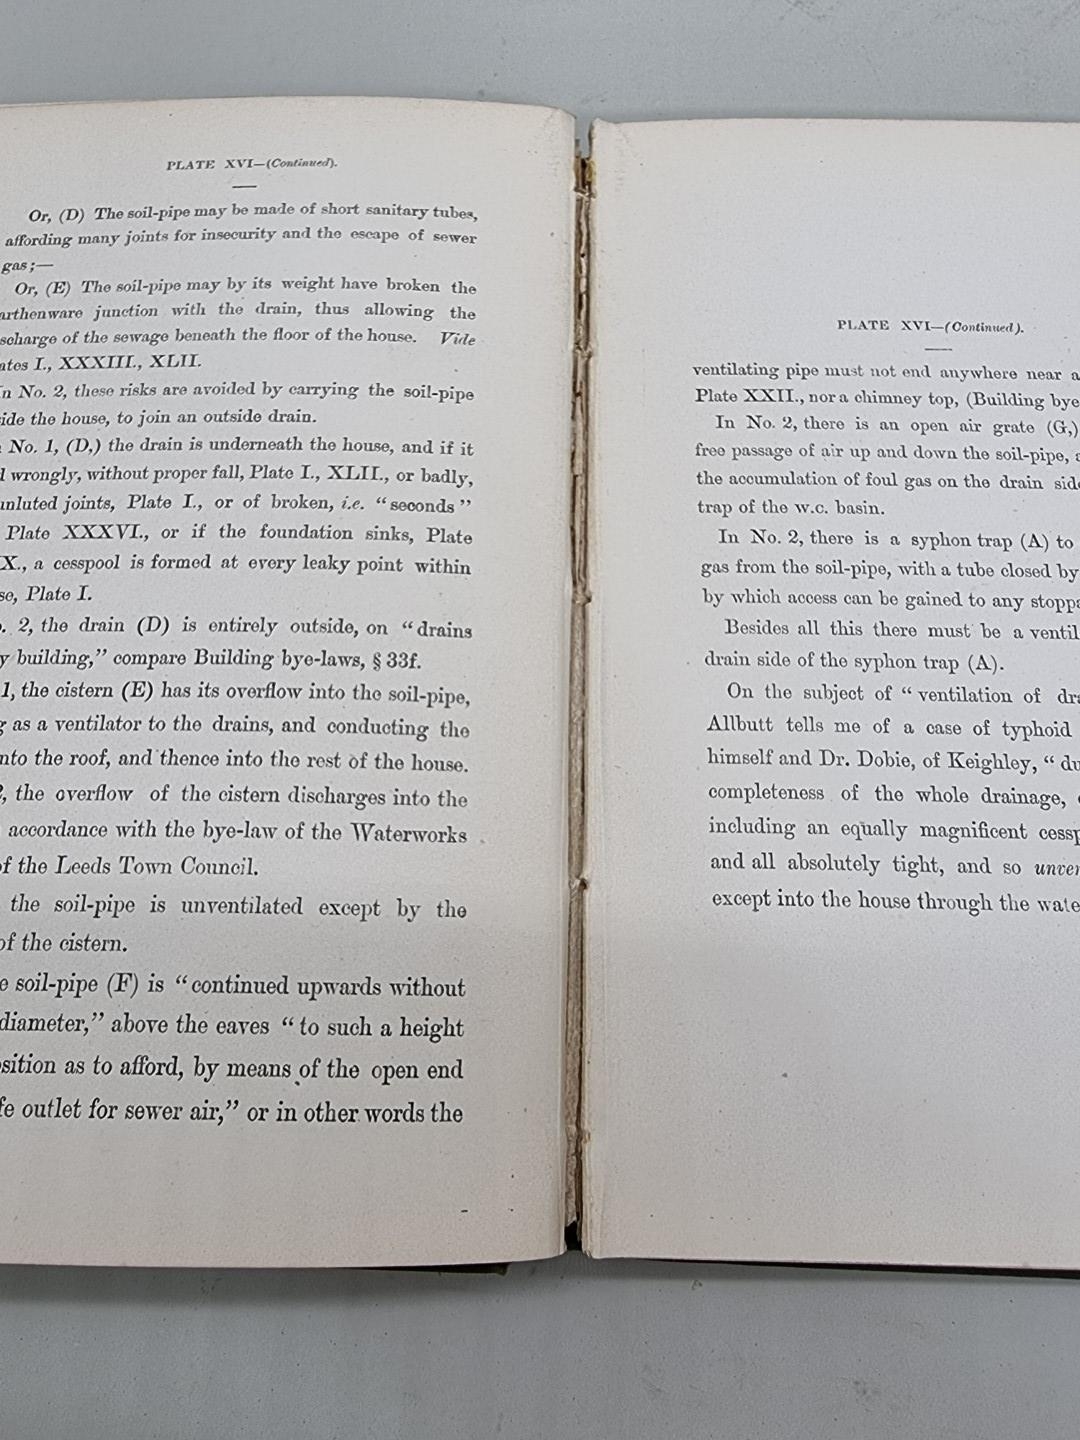 PLATE XVI—(Continued).
Or, (D) The soil-pipe may be made of short sanitary tubes,
affording many joints for insecurity and the escape of sewer
gas;—
Or, (E) The soil-pipe may by its weight have broken the
arthenware junction with the drain, thus allowing the
scharge of the sewage beneath the floor of the house. Vide
ates I., XXXIII., XLII.
n No. 2, these risks are avoided by carrying the soil-pipe
ide the house, to join an outside drain.
No. 1, (D,) the drain is underneath the house, and if it
d wrongly, without proper fall, Plate I., XLII., or badly,
unluted joints, Plate I., or of broken, i.e. “seconds”
Plate XXXVI., or if the foundation sinks, Plate
X., a cesspool is formed at every leaky point within
se, Plate I.
o. 2, the drain (D) is entirely outside, on “drains
y building,” compare Building bye-laws, § 33f.
1, the cistern (E) has its overflow into the soil-pipe,
g as a ventilator to the drains, and conducting the
nto the roof, and thence into the rest of the house.
2, the overflow of the cistern discharges into the
accordance with the bye-law of the Waterworks
of the Leeds Town Council.
the soil-pipe is unventilated except by the
of the cistern.
e soil-pipe (F) is “continued upwards without
diameter,” above the eaves “to such a height
sition as to afford, by means of the open end
fe outlet for sewer air,” or in other words the
PLATE XVI—(Continued).
ventilating pipe must not end anywhere near a
Plate XXII., nor a chimney top, (Building bye
In No. 2, there is an open air grate (G,)
free passage of air up and down the soil-pipe, a
the accumulation of foul gas on the drain side
trap of the w.c. basin.
In No. 2, there is a syphon trap (A) to
gas from the soil-pipe, with a tube closed by
by which access can be gained to any stoppa
Besides all this there must be a ventil
drain side of the syphon trap (A).
On the subject of “ventilation of dra
Allbutt tells me of a case of typhoid
himself and Dr. Dobie, of Keighley, “du
completeness of the whole drainage,
including an equally magnificent cessp
and all absolutely tight, and so unven
except into the house through the wate